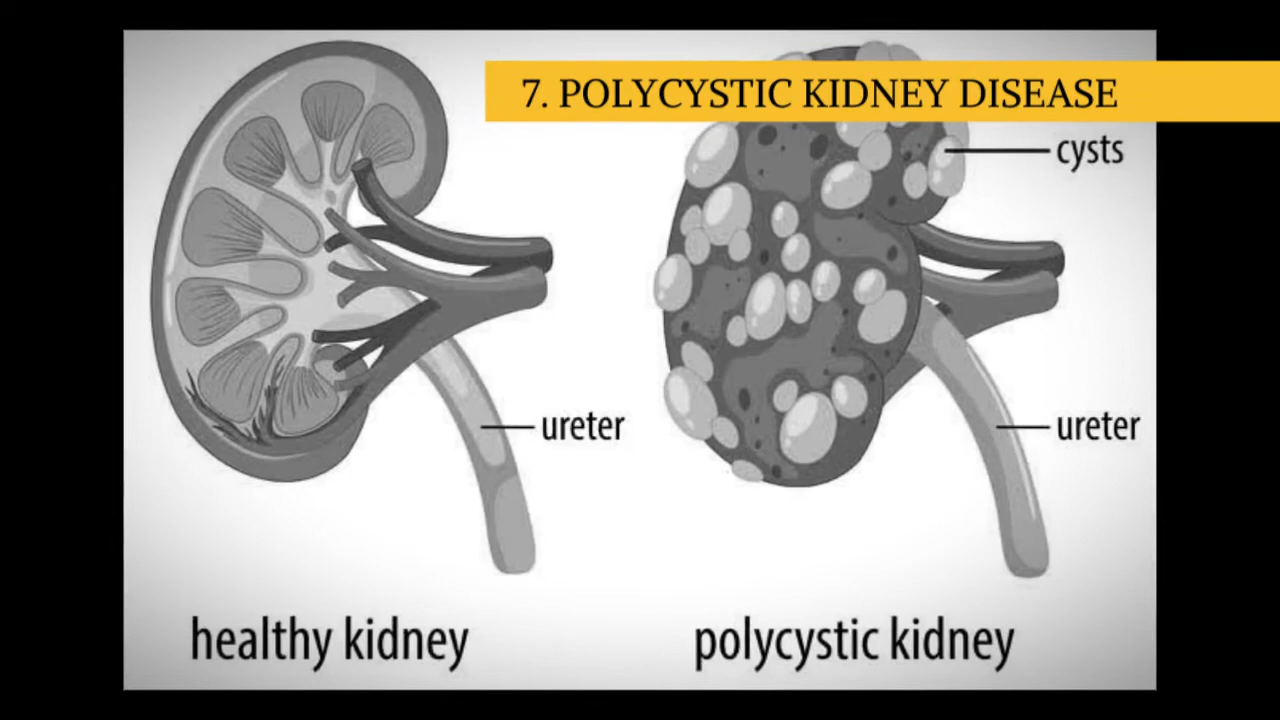 7. POLYCYSTIC KIDNEY DISEASE
cysts
ureter
ureter
healthy kidney
polycystic kidney